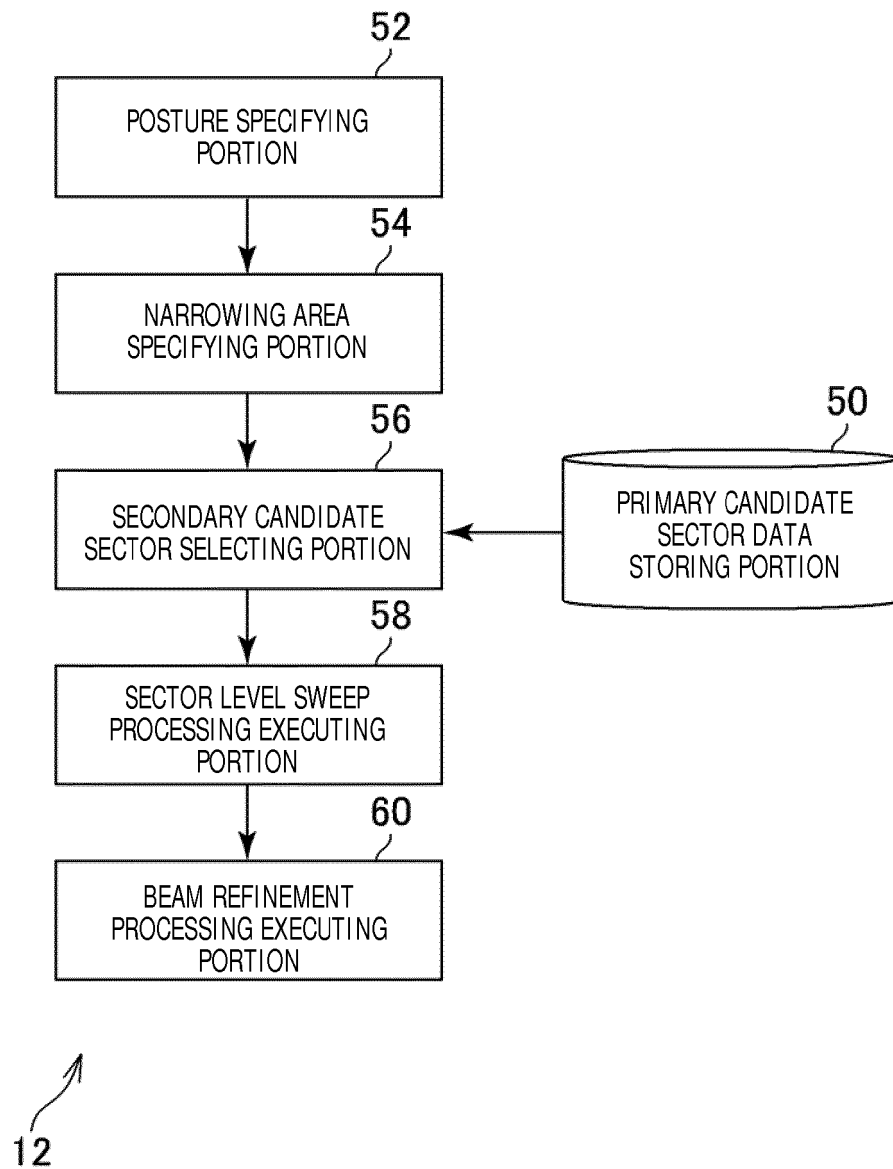 52
POSTURE SPECIFYING
PORTION
54
NARROWING AREA
SPECIFYING PORTION
56
SECONDARY CANDIDATE
SECTOR SELECTING PORTION
50
PRIMARY CANDIDATE
SECTOR DATA
STORING PORTION
58
SECTOR LEVEL SWEEP
PROCESSING EXECUTING
PORTION
60
BEAM REFINEMENT
PROCESSING EXECUTING
PORTION
12